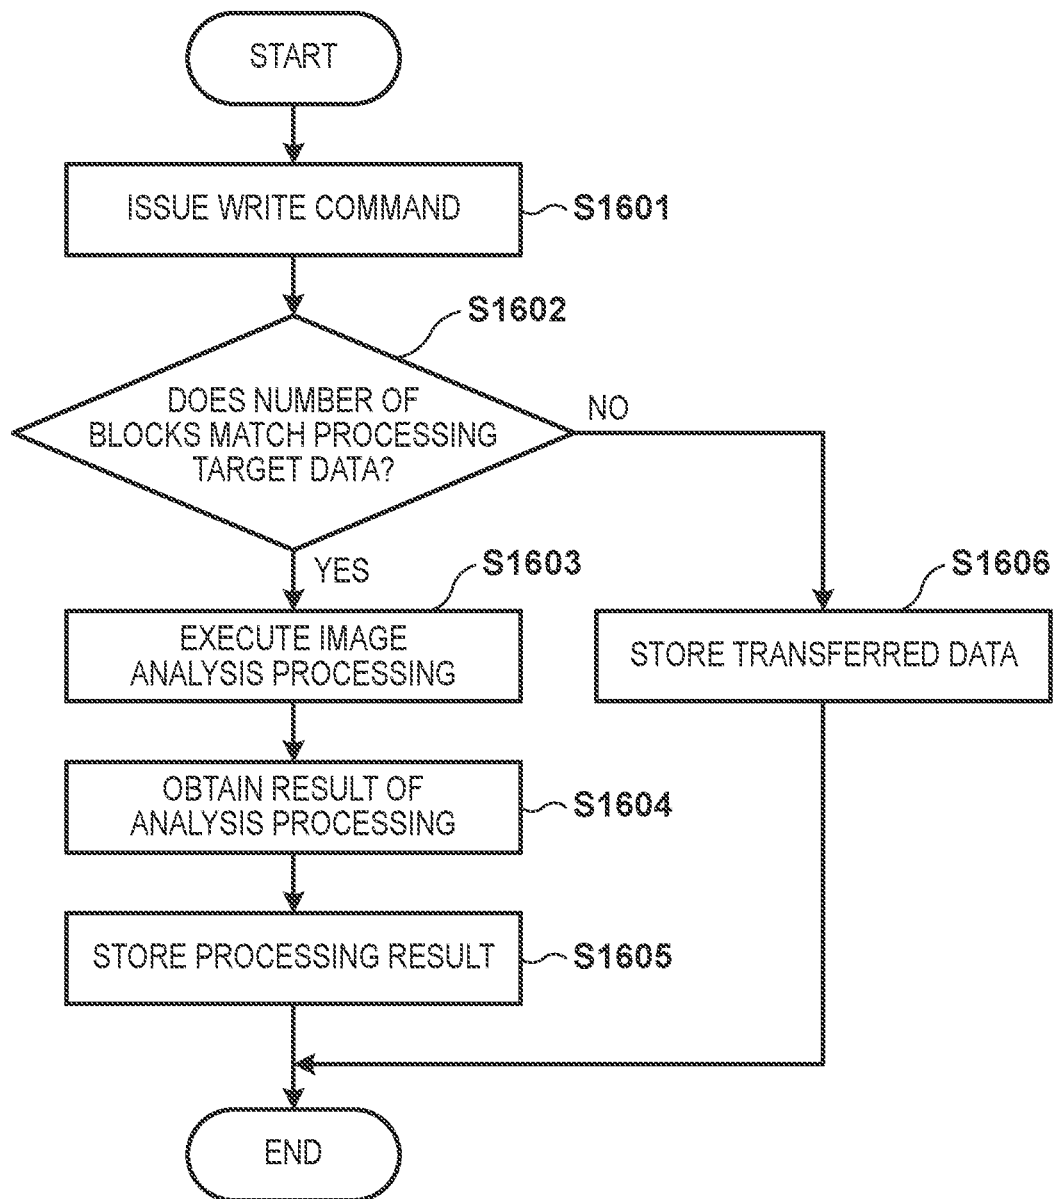 START
ISSUE WRITE COMMAND
S1601
S1602
DOES NUMBER OF
BLOCKS MATCH PROCESSING
TARGET DATA?
NO
YES
S1603
EXECUTE IMAGE
ANALYSIS PROCESSING
S1606
STORE TRANSFERRED DATA
OBTAIN RESULT OF
ANALYSIS PROCESSING
S1604
STORE PROCESSING RESULT
S1605
END